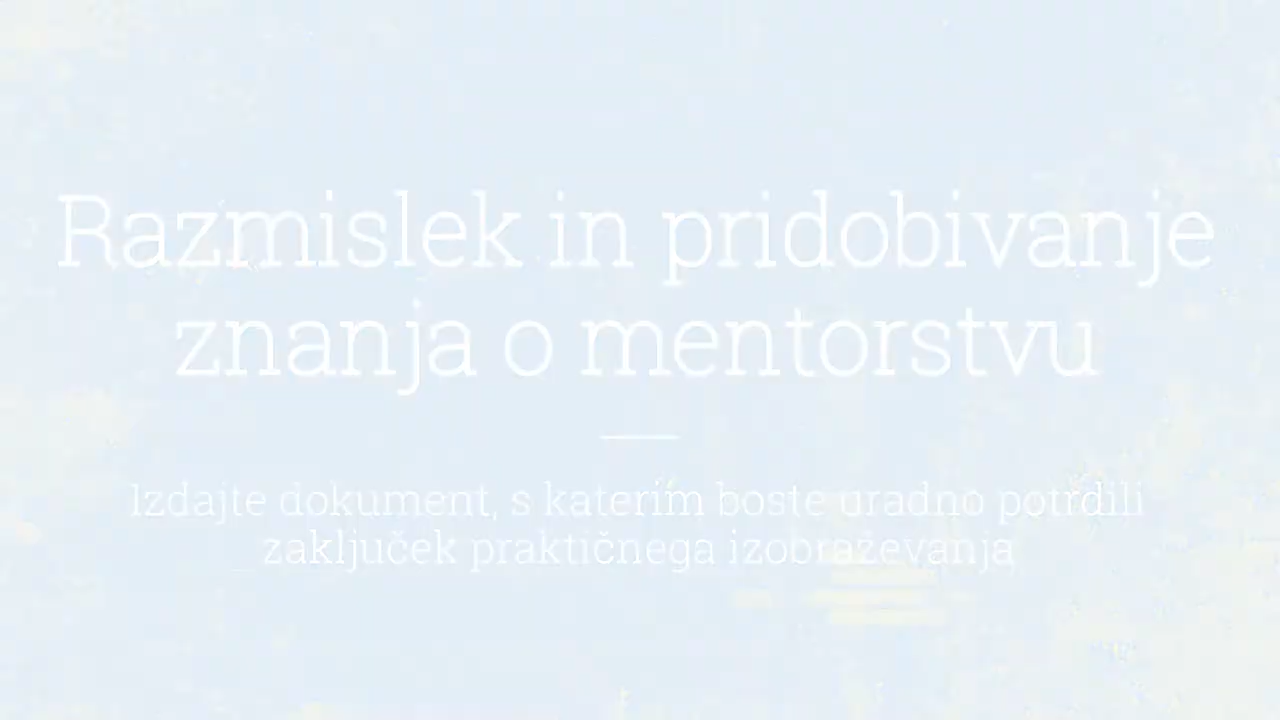 Razmislek in pridobivanje
znanja o mentorstvu
Izdajte dokument, s katerim boste uradno potrdili
zaključek praktičnega izobraževanja